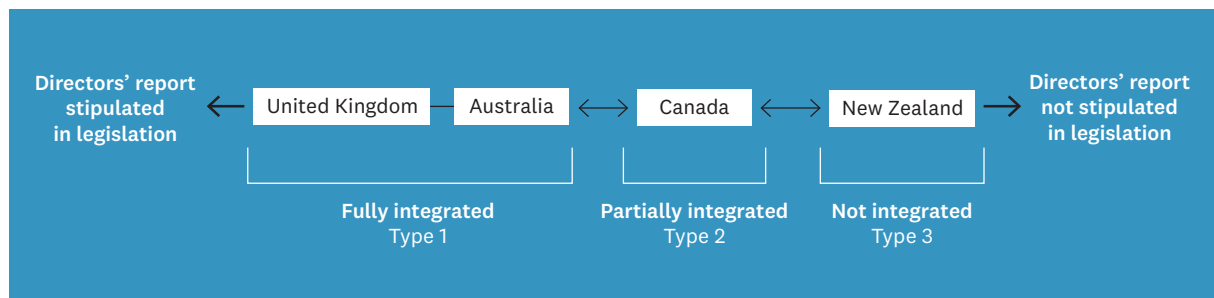 Directors’ report
stipulated
in legislation
United Kingdom
Australia
Canada
New Zealand
Directors’ report
not stipulated
in legislation
Fully integrated
Type 1
Partially integrated
Type 2
Not integrated
Type 3